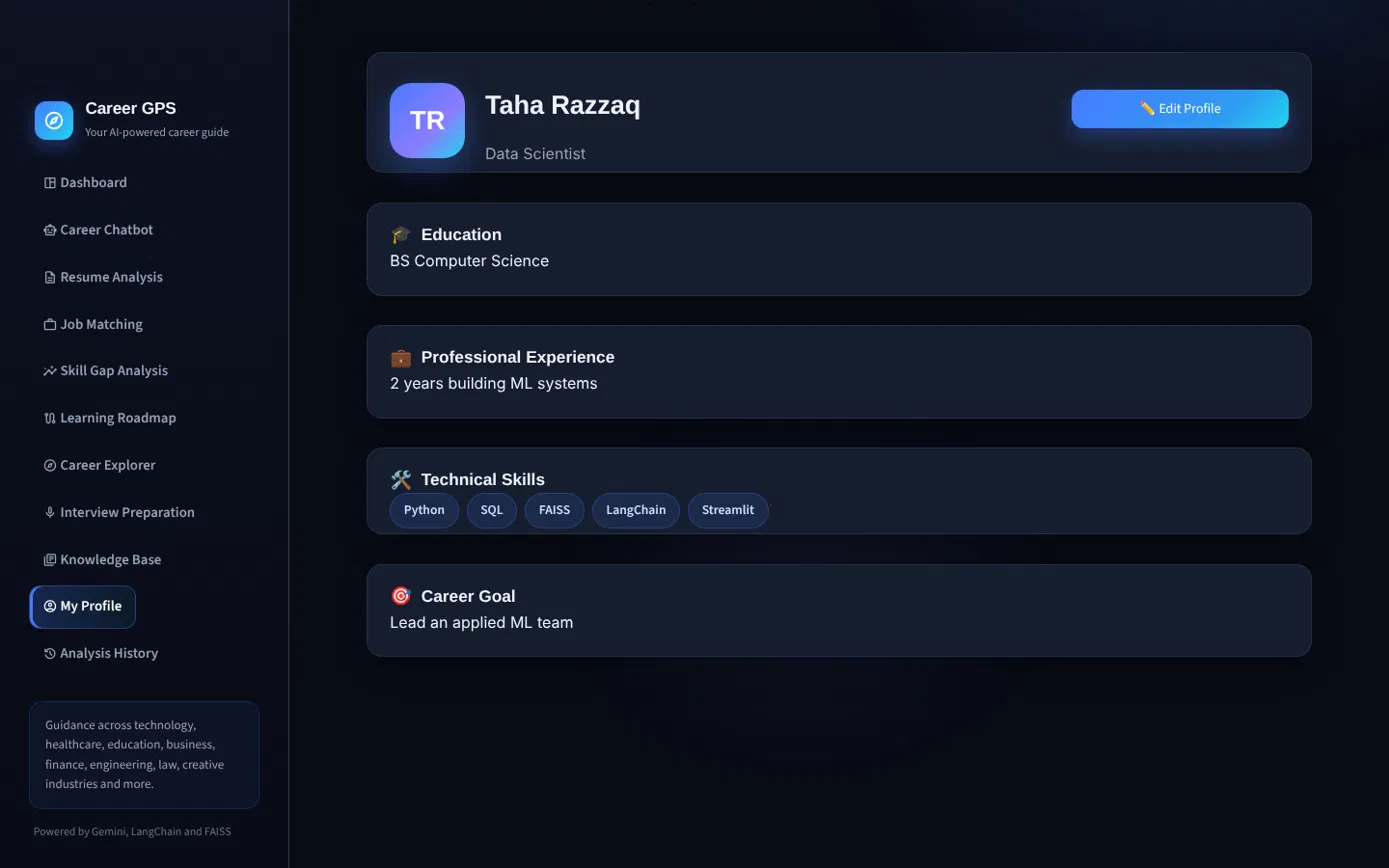 Career GPS
Your AI-powered career guide
Dashboard
Career Chatbot
Resume Analysis
Job Matching
Skill Gap Analysis
Learning Roadmap
Career Explorer
Interview Preparation
Knowledge Base
My Profile
Analysis History
Guidance across technology,
healthcare, education, business,
finance, engineering, law, creative
industries and more.
Powered by Gemini, LangChain and FAISS
TR
Taha Razzaq
Data Scientist
✏️ Edit Profile
🎓 Education
BS Computer Science
💼 Professional Experience
2 years building ML systems
🛠️ Technical Skills
Python SQL FAISS LangChain Streamlit
🎯 Career Goal
Lead an applied ML team